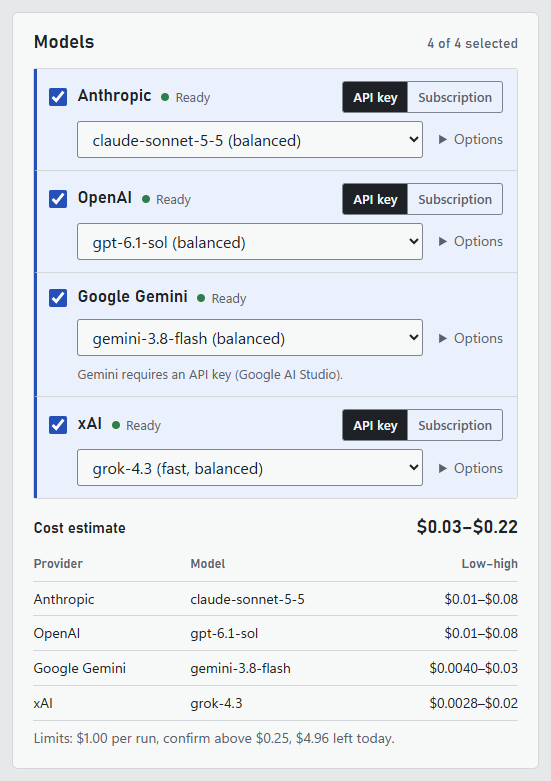 Models
4 of 4 selected
Anthropic Ready API key Subscription
claude-sonnet-5-5 (balanced) Options
OpenAI Ready API key Subscription
gpt-6.1-sol (balanced) Options
Google Gemini Ready
gemini-3.8-flash (balanced) Options
Gemini requires an API key (Google AI Studio).
xAI Ready API key Subscription
grok-4.3 (fast, balanced) Options
Cost estimate $0.03–$0.22
Provider Model Low–high
Anthropic claude-sonnet-5-5 $0.01–$0.08
OpenAI gpt-6.1-sol $0.01–$0.08
Google Gemini gemini-3.8-flash $0.0040–$0.03
xAI grok-4.3 $0.0028–$0.02
Limits: $1.00 per run, confirm above $0.25, $4.96 left today.